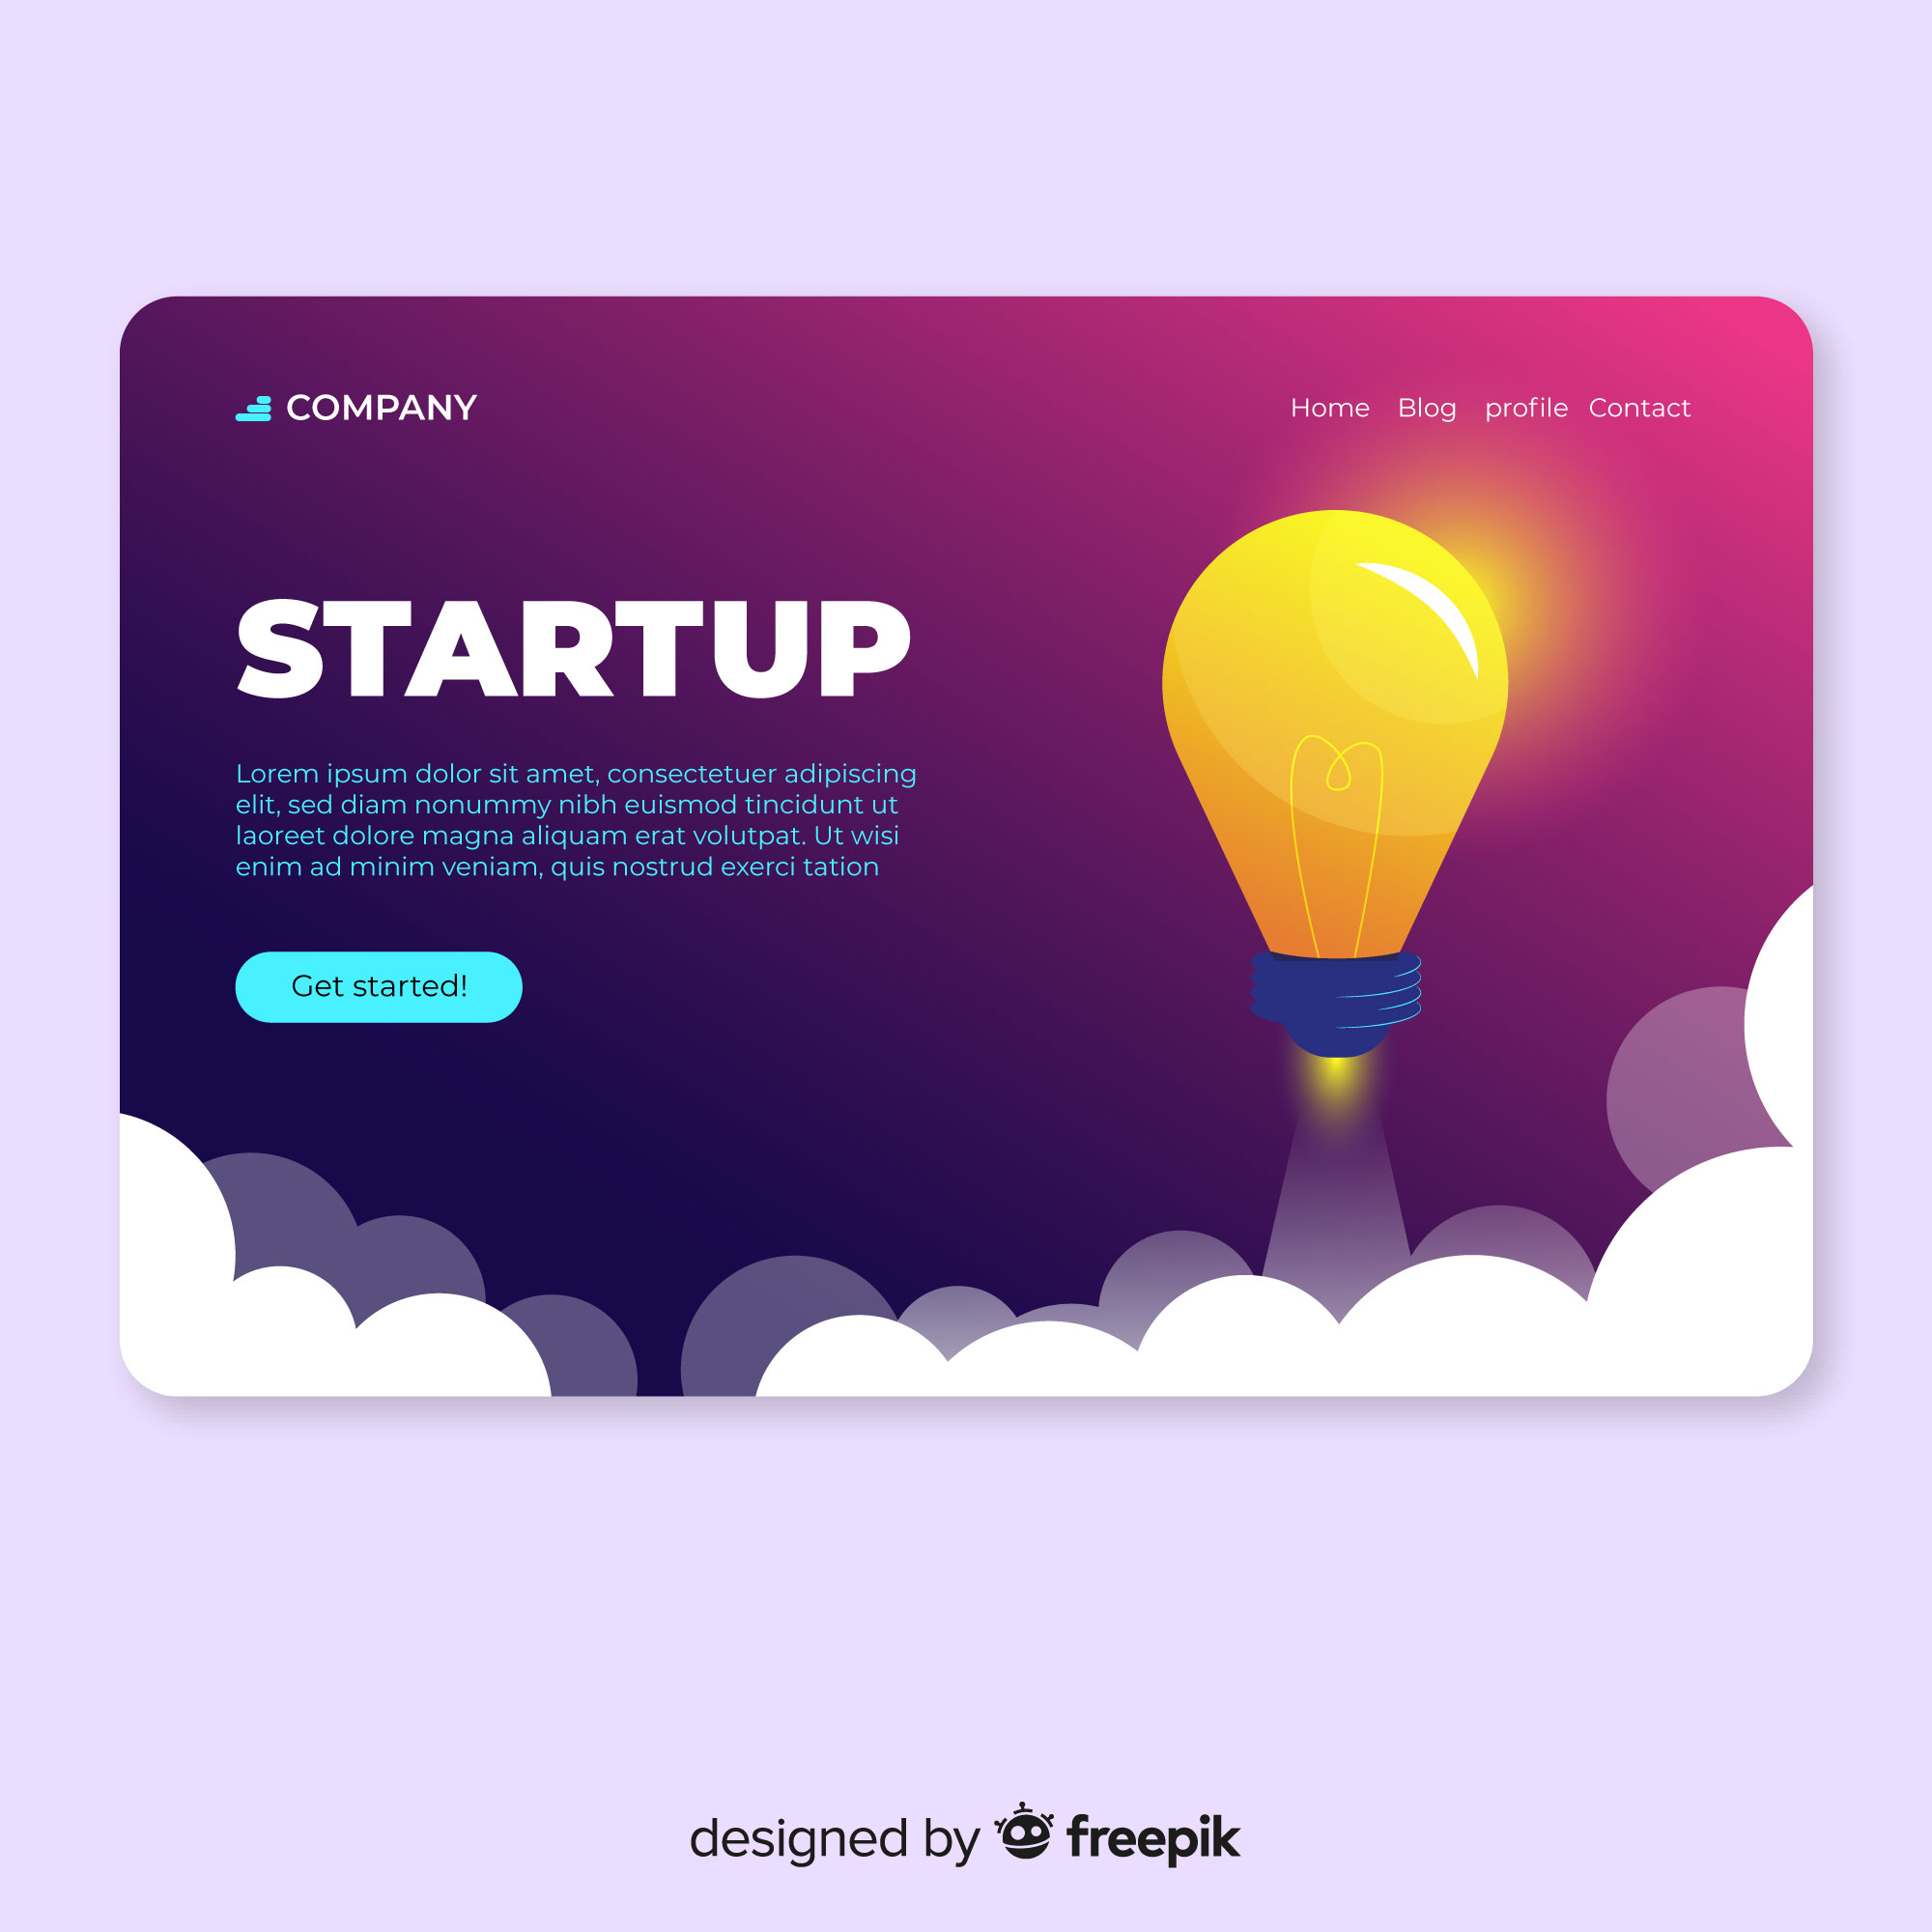 COMPANY
Home Blog profile Contact
STARTUP
Lorem ipsum dolor sit amet, consectetuer adipiscing
elit, sed diam nonummy nibh euismod tincidunt ut
laoreet dolore magna aliquam erat volutpat. Ut wisi
enim ad minim veniam, quis nostrud exerci tation
Get started!
designed by freepik